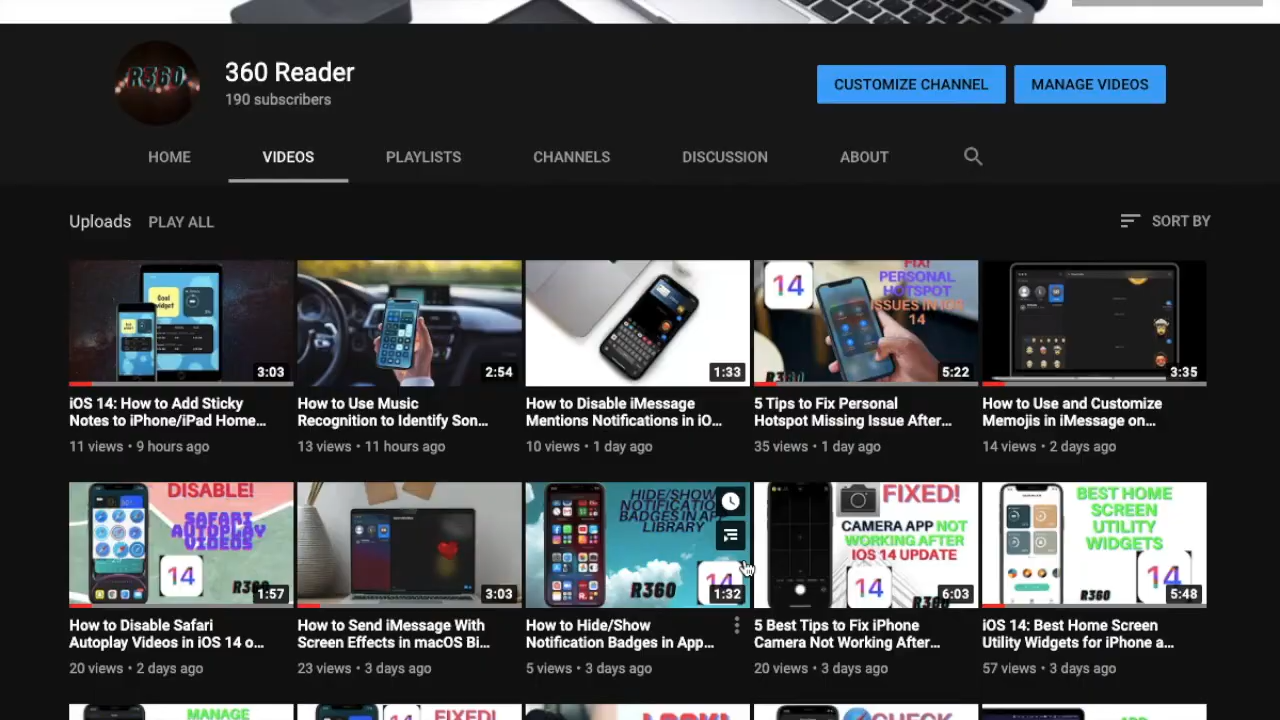 R360
360 Reader
190 subscribers
CUSTOMIZE CHANNEL
MANAGE VIDEOS
HOME
VIDEOS
PLAYLISTS
CHANNELS
DISCUSSION
ABOUT
Uploads
PLAY ALL
SORT BY
3:03
2:54
1:33
14
FIX!
PERSONAL
HOTSPOT
ISSUES IN IOS
14
R360
5:22
3:35
iOS 14: How to Add Sticky
Notes to iPhone/iPad Home...
11 views • 9 hours ago
How to Use Music
Recognition to Identify Son...
13 views • 11 hours ago
How to Disable iMessage
Mentions Notifications in iO...
10 views • 1 day ago
5 Tips to Fix Personal
Hotspot Missing Issue After...
35 views • 1 day ago
How to Use and Customize
Memojis in iMessage on...
14 views • 2 days ago
DISABLE!
SAFARI
AUTOPLAY
VIDEOS
14
R360
1:57
3:03
HIDE/SHOW
NOTIFICATION
BADGES IN APP
LIBRARY
R360
14
1:32
FIXED!
CAMERA APP NOT
WORKING AFTER
IOS 14 UPDATE
14
R360
6:03
BEST HOME
SCREEN
UTILITY
WIDGETS
14
R360
5:48
How to Disable Safari
Autoplay Videos in iOS 14 o...
20 views • 2 days ago
How to Send iMessage With
Screen Effects in macOS Bi...
23 views • 3 days ago
How to Hide/Show
Notification Badges in App...
5 views • 3 days ago
5 Best Tips to Fix iPhone
Camera Not Working After...
20 views • 3 days ago
iOS 14: Best Home Screen
Utility Widgets for iPhone a...
57 views • 3 days ago
MANAGE
14
FIXED!
LOOK!
CHECK